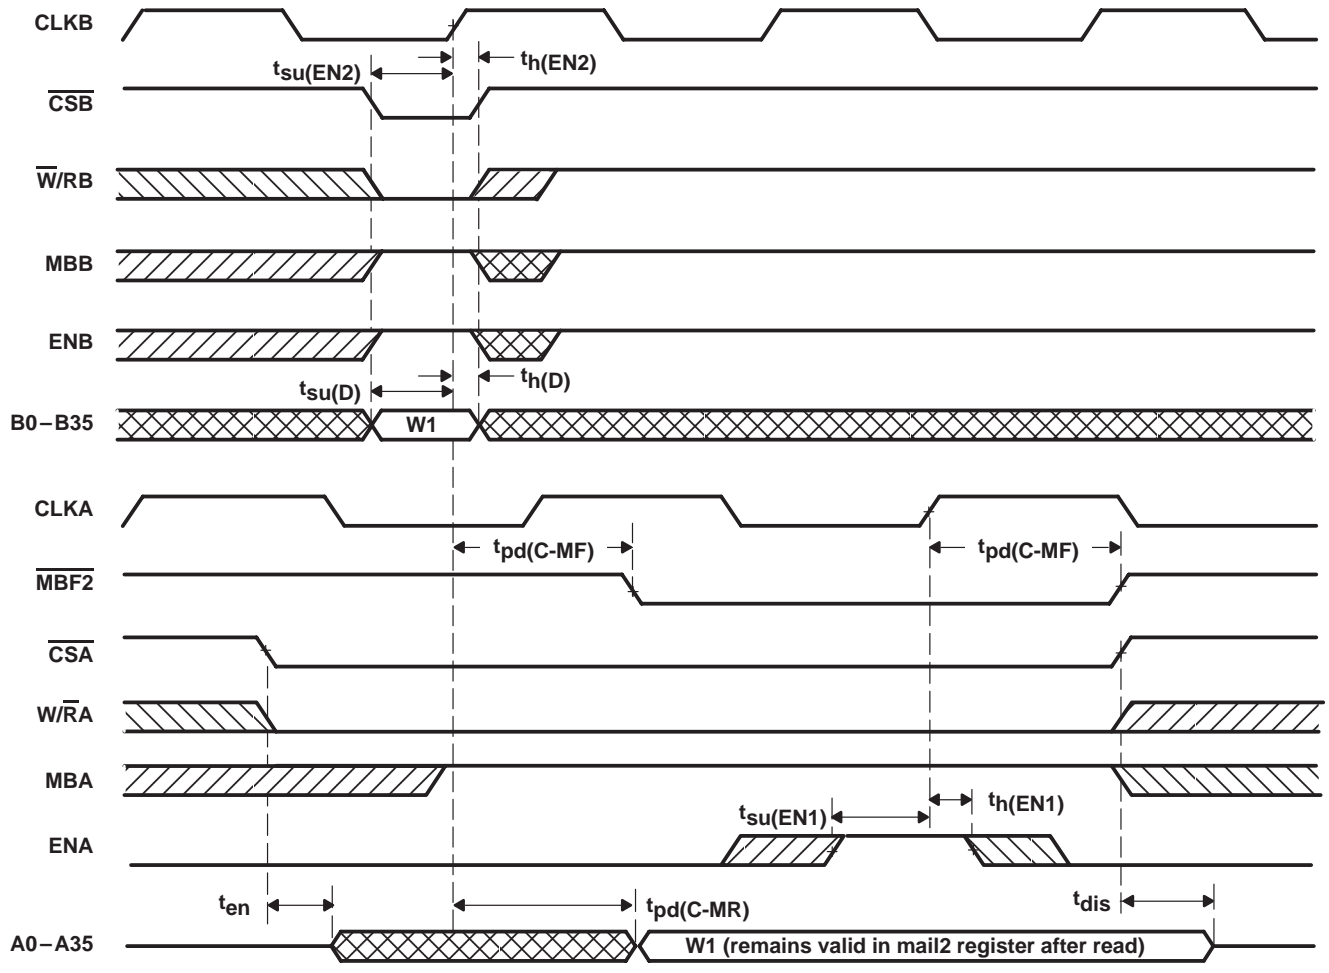 CLKB
tsu(EN2)
th(EN2)
CSB
W/RB
MBB
ENB
tsu(D)
th(D)
B0–B35
W1
CLKA
tpd(C-MF)
tpd(C-MF)
MBF2
CSA
W/RA
MBA
tsu(EN1)
th(EN1)
ENA
ten
tpd(C-MR)
tdis
A0–A35
W1 (remains valid in mail2 register after read)